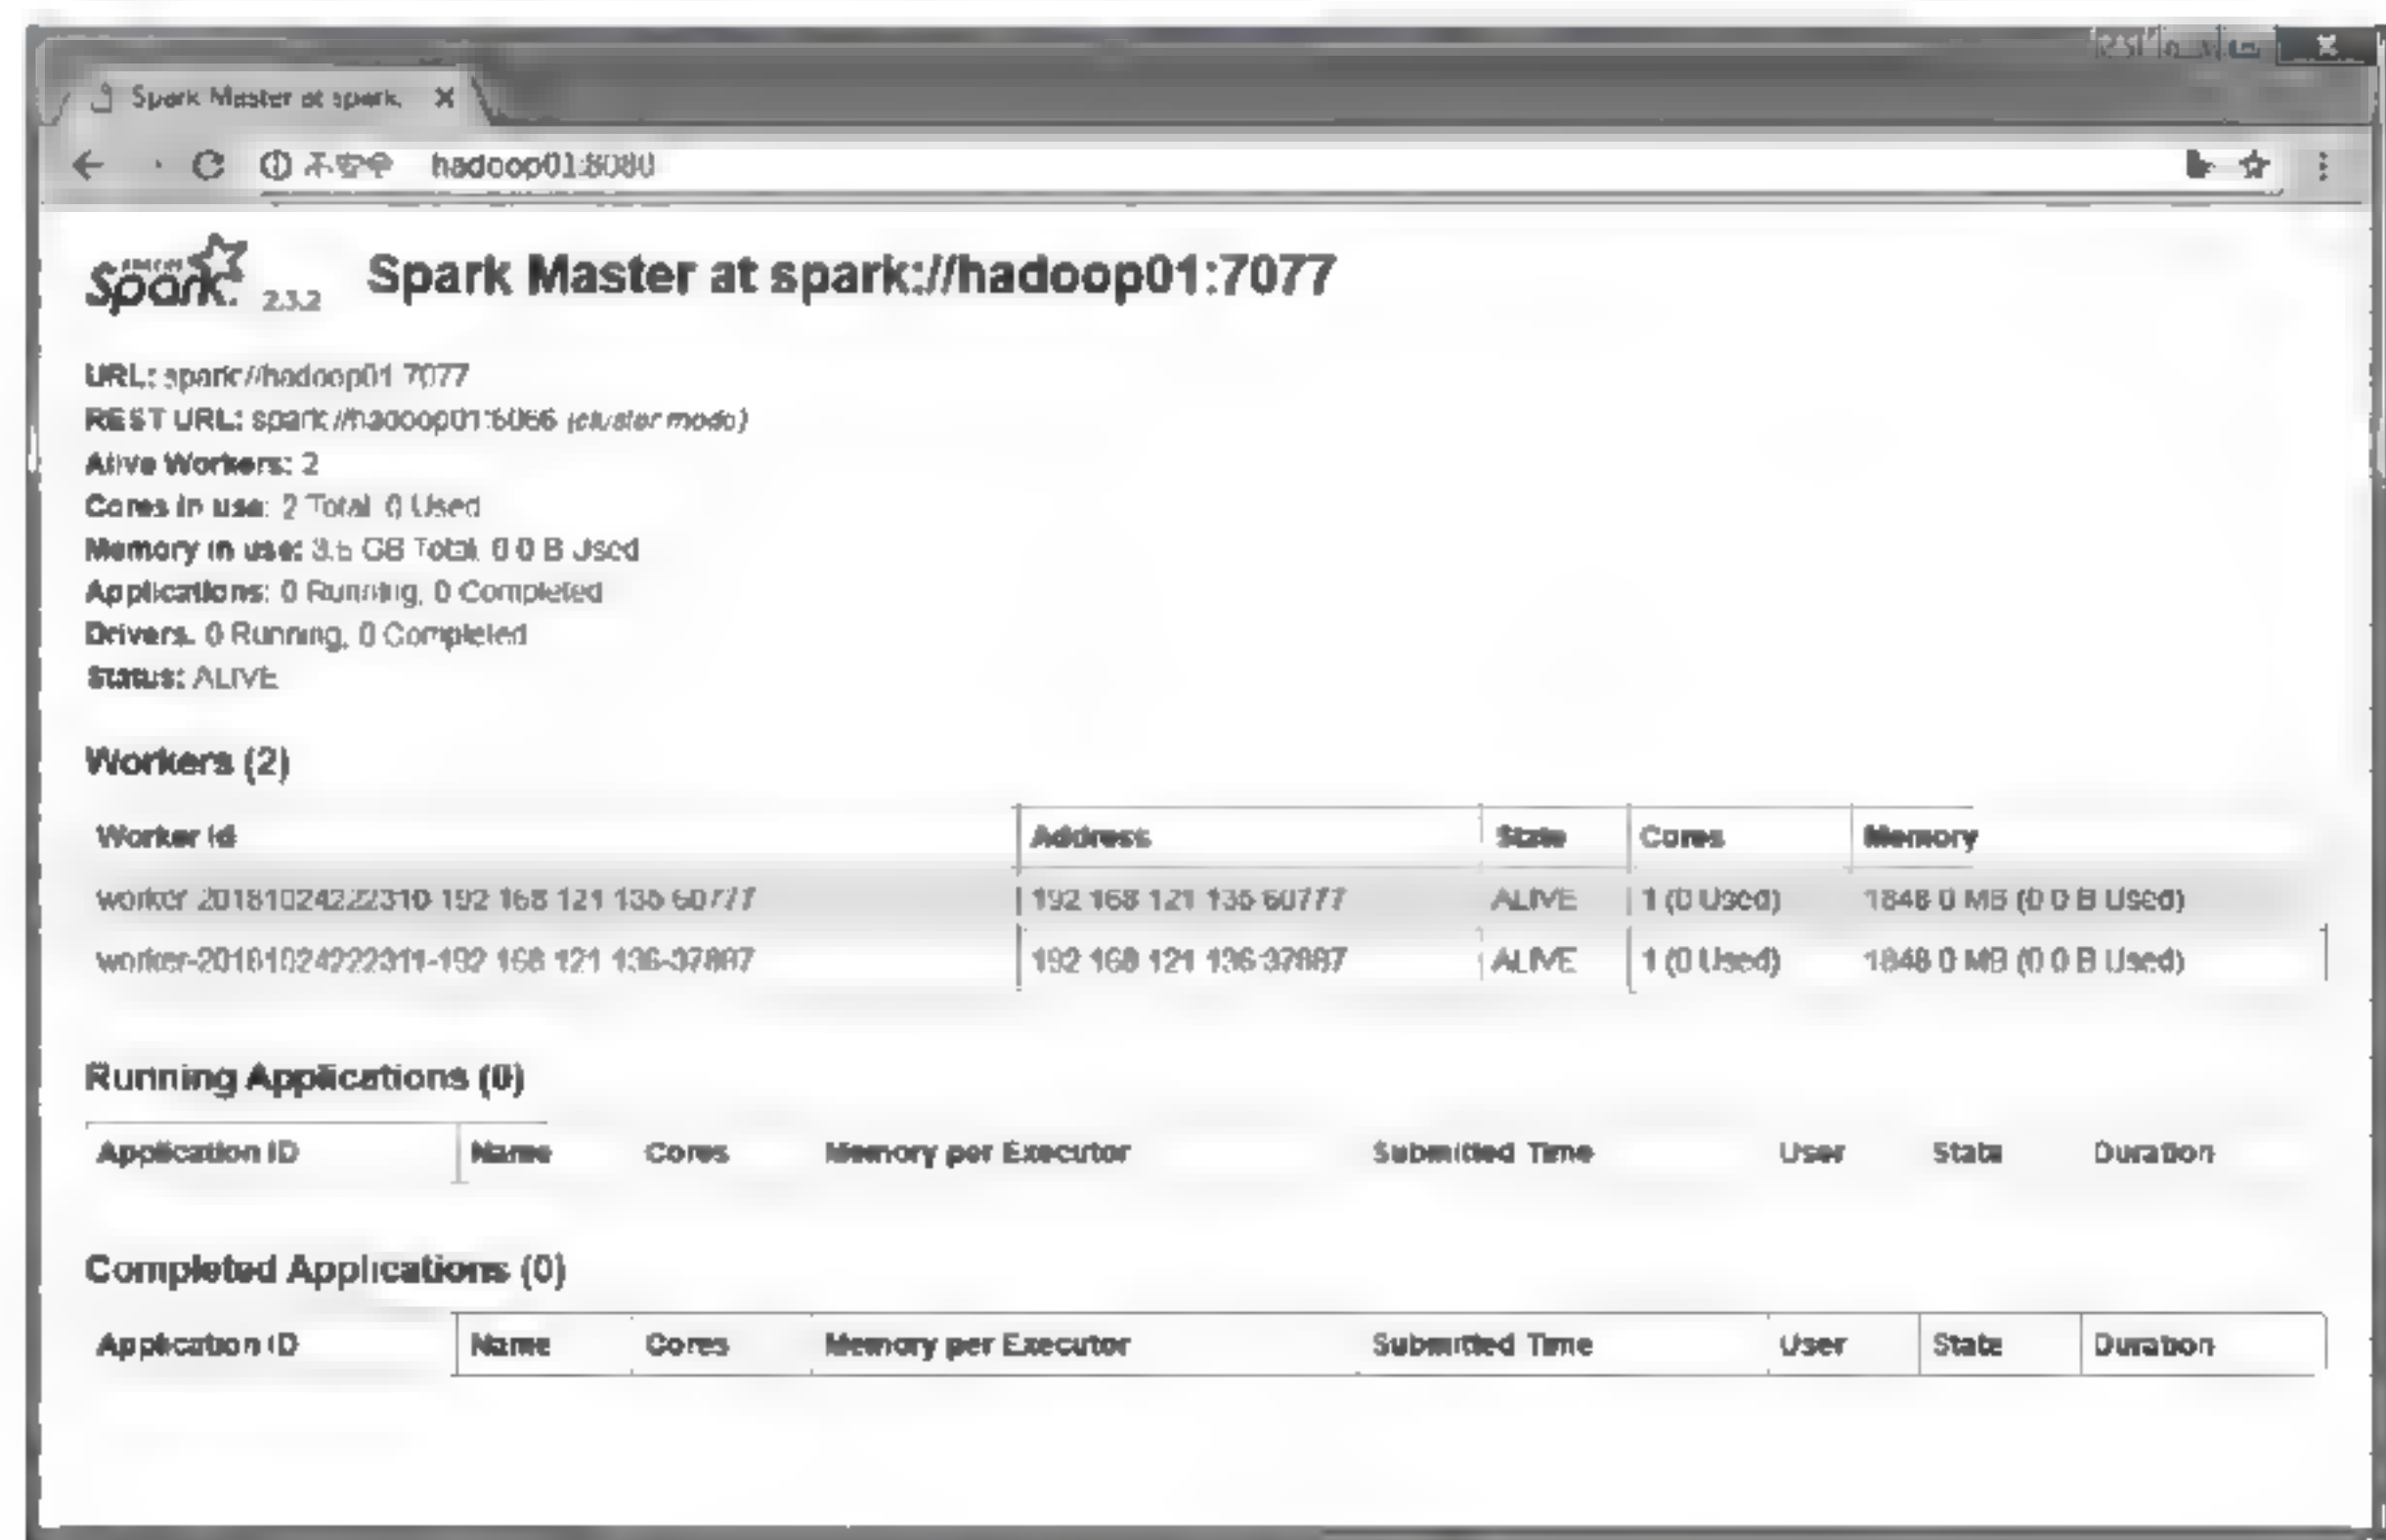 Spark Master at spark:
不安全 hadoop01:8080
APACHE Spark 2.3.2 Spark Master at spark://hadoop01:7077
URL: spark://hadoop01:7077
REST URL: spark://hadoop01:6066 (cluster mode)
Alive Workers: 2
Cores in use: 2 Total, 0 Used
Memory in use: 3.6 GB Total, 0.0 B Used
Applications: 0 Running, 0 Completed
Drivers: 0 Running, 0 Completed
Status: ALIVE
Workers (2)
Worker Id Address State Cores Memory
worker-20181024222310-192.168.121.135-60777 192.168.121.135:60777 ALIVE 1 (0 Used) 1848.0 MB (0.0 B Used)
worker-20181024222311-192.168.121.136- 192.168.121.136: ALIVE 1 (0 Used) 1848.0 MB (0.0 B Used)
Running Applications (0)
Application ID Name Cores Memory per Executor Submitted Time User State Duration
Completed Applications (0)
Application ID Name Cores Memory per Executor Submitted Time User State Duration